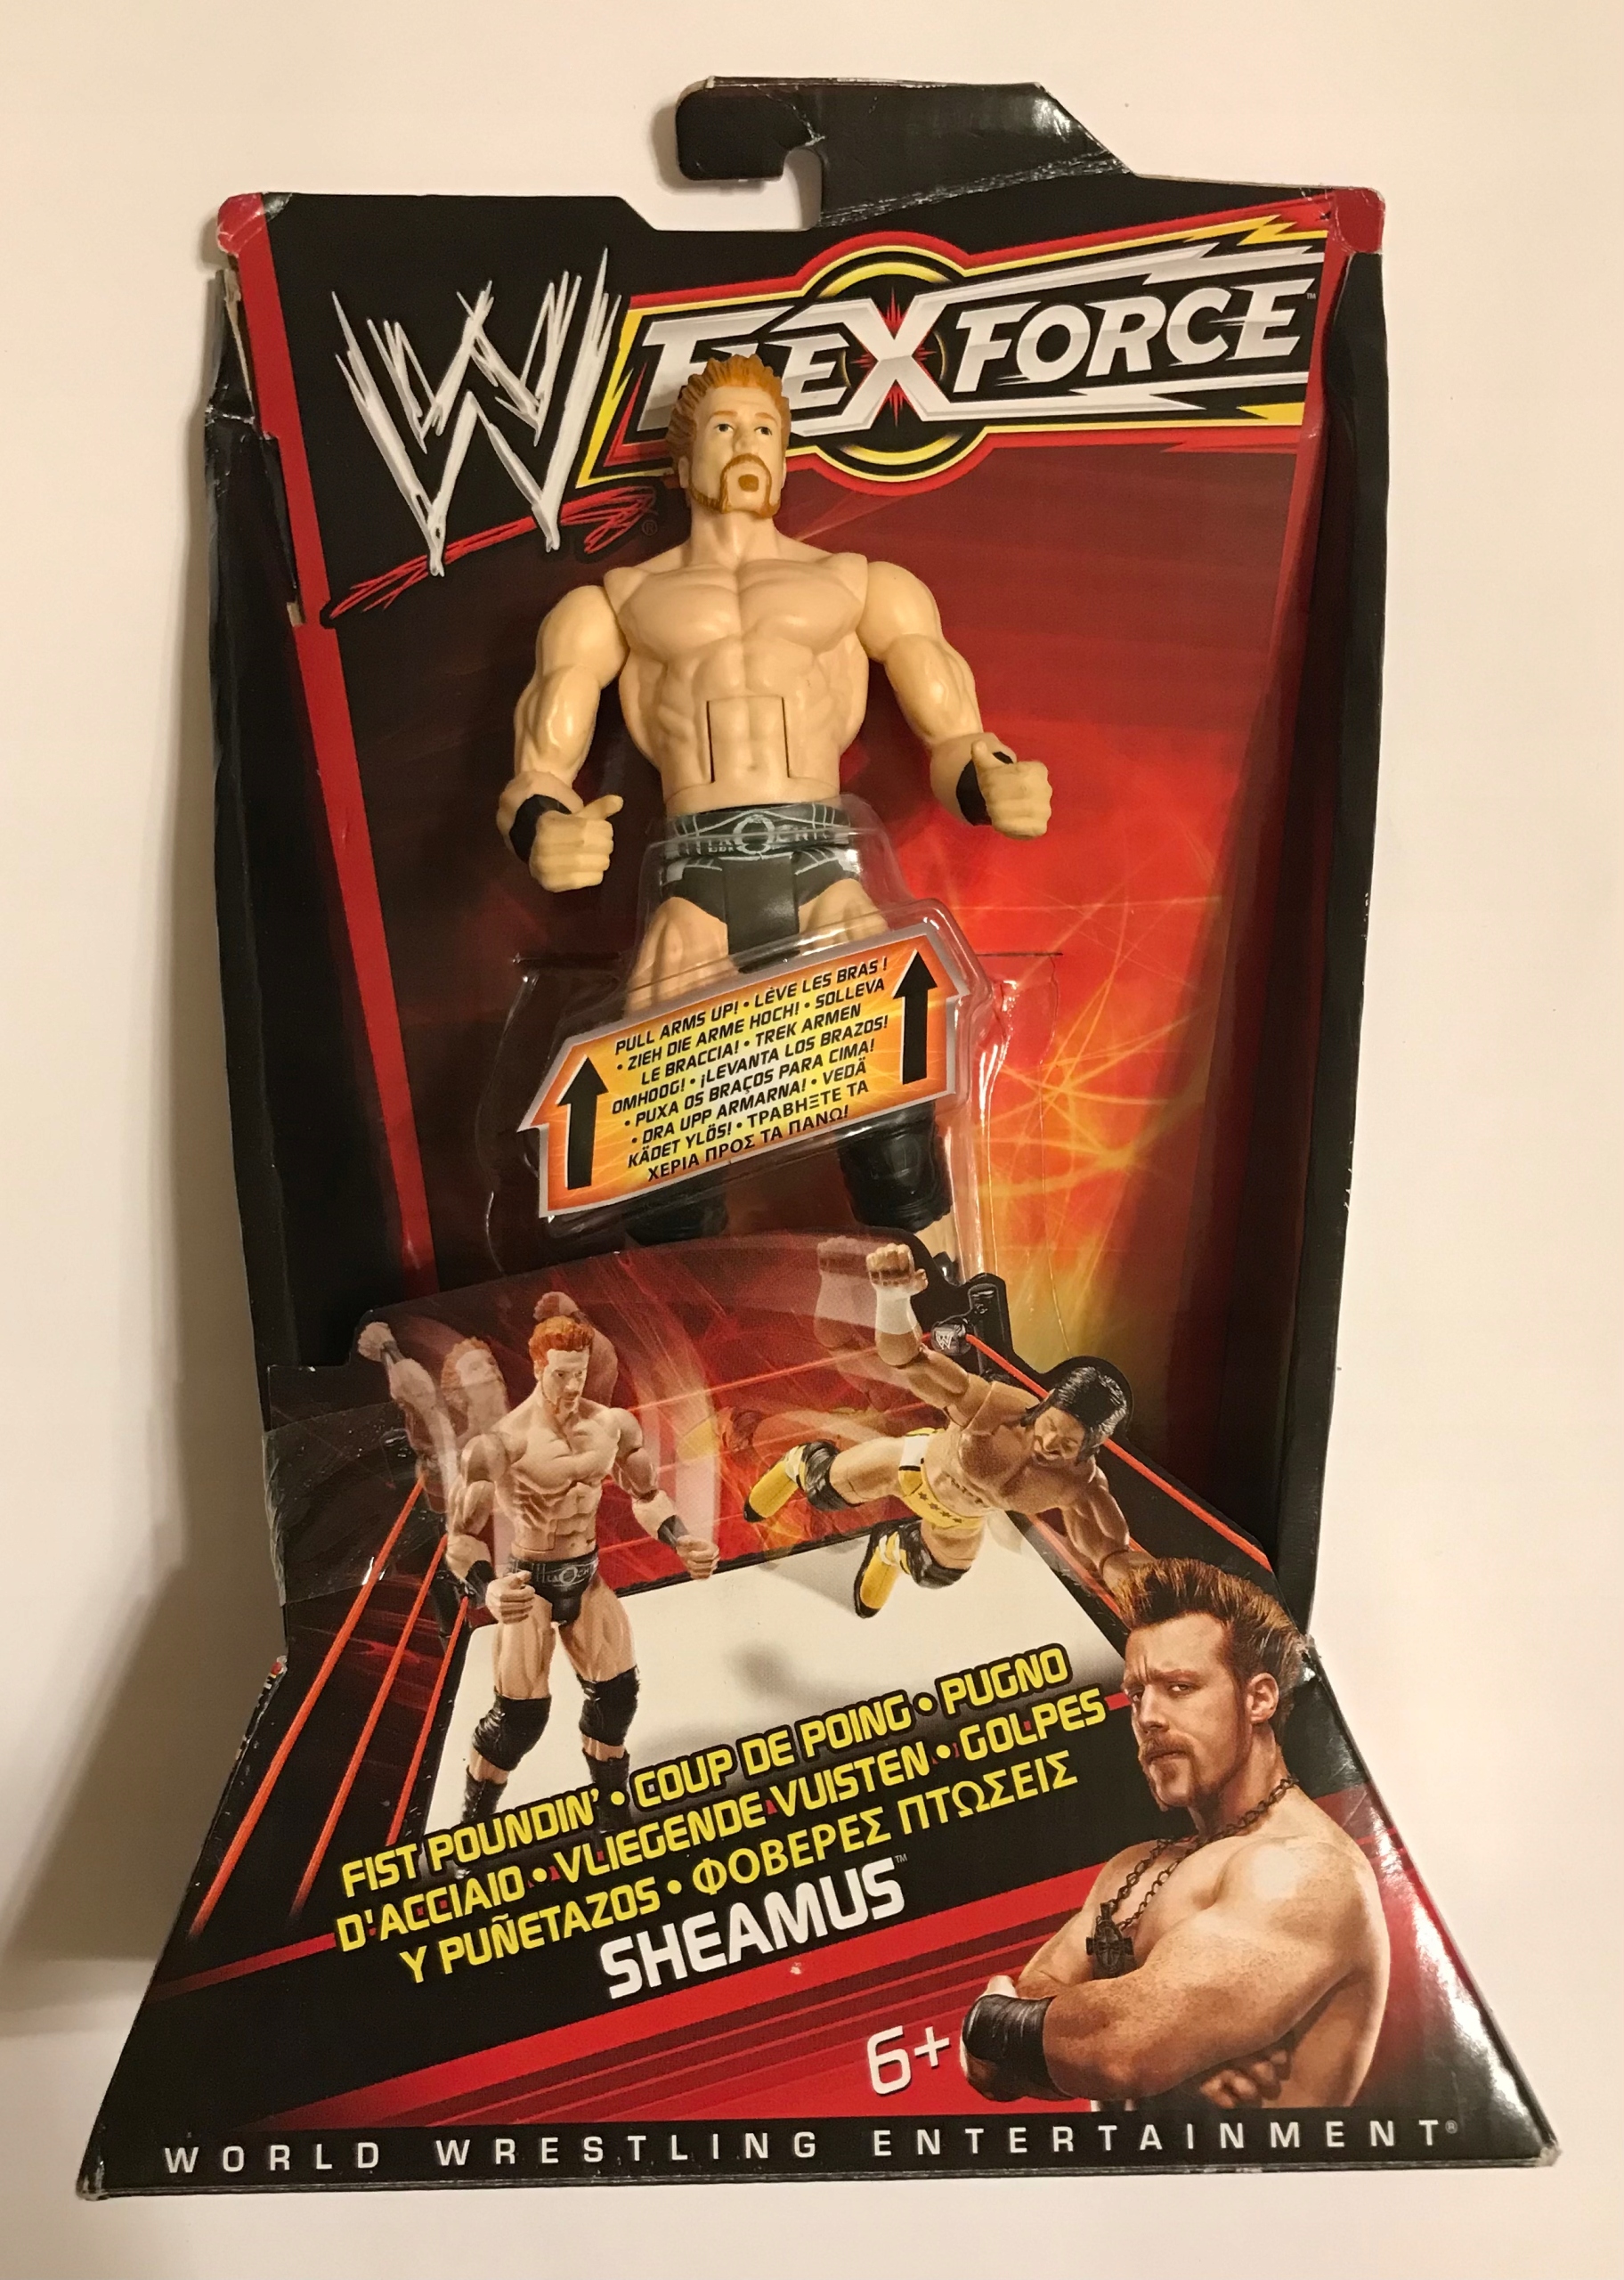 W
FLEXFORCE™
PULL ARMS UP! • LÈVE LES BRAS !
• ZIEH DIE ARME HOCH! • SOLLEVA
LE BRACCIA! • TREK ARMEN
OMHOOG! • ¡LEVANTA LOS BRAZOS!
• PUXA OS BRAÇOS PARA CIMA!
• DRA UPP ARMARNA! • VEDÄ
KÄDET YLÖS! • ΤΡΑΒΗΞΤΕ ΤΑ
ΧΕΡΙΑ ΠΡΟΣ ΤΑ ΠΑΝΩ!
FIST POUNDIN' • COUP DE POING • PUGNO
D'ACCIAIO • VLIEGENDE VUISTEN • GOLPES
Y PUÑETAZOS • ΦΟΒΕΡΕΣ ΠΤΩΣΕΙΣ
SHEAMUS™
6+
WORLD WRESTLING ENTERTAINMENT®